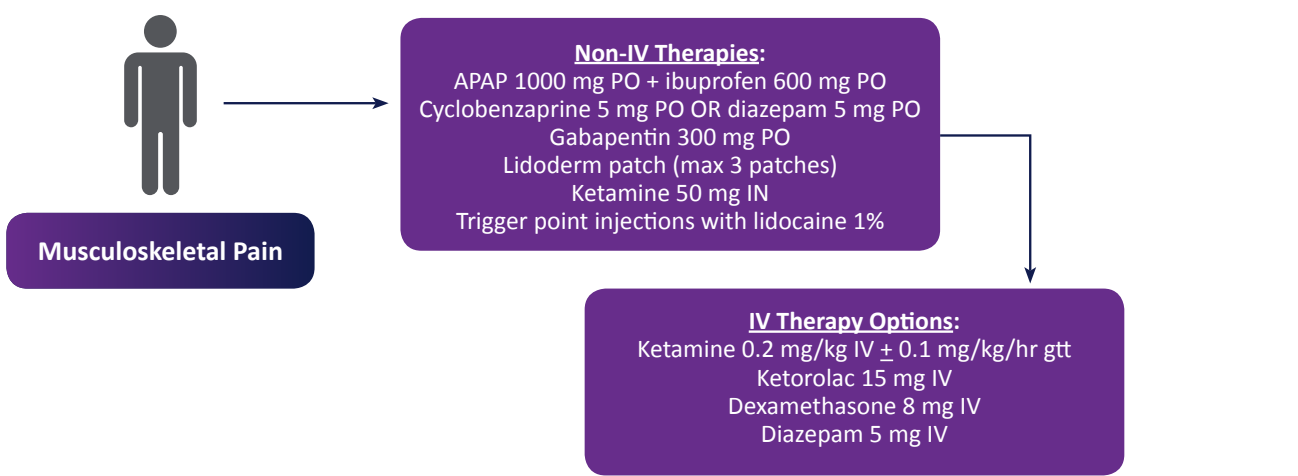 Non-IV Therapies:
APAP 1000 mg PO + ibuprofen 600 mg PO
Cyclobenzaprine 5 mg PO OR diazepam 5 mg PO
Gabapentin 300 mg PO
Lidoderm patch (max 3 patches)
Ketamine 50 mg IN
Trigger point injections with lidocaine 1%
Musculoskeletal Pain
IV Therapy Options:
Ketamine 0.2 mg/kg IV ± 0.1 mg/kg/hr gtt
Ketorolac 15 mg IV
Dexamethasone 8 mg IV
Diazepam 5 mg IV